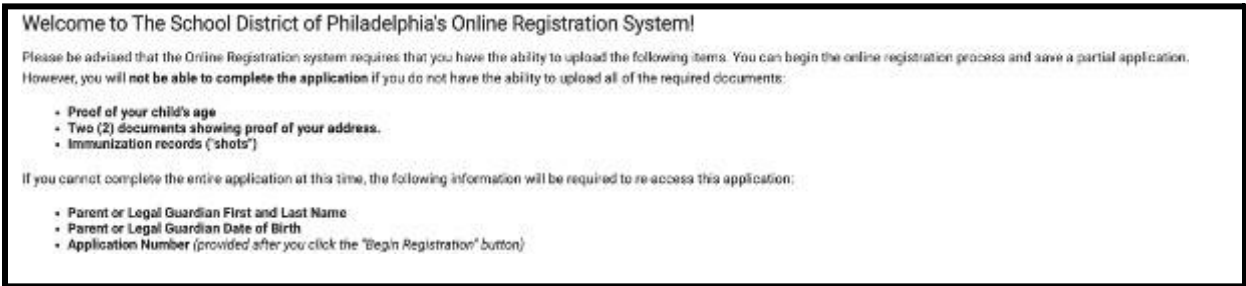 Welcome to The School District of Philadelphia's Online Registration System!
Please be advised that the Online Registration system requires that you have the ability to upload the following items. You can begin the online registration process and save a partial application.
However, you will not be able to complete the application if you do not have the ability to upload all of the required documents:
• Proof of your child's age
• Two (2) documents showing proof of your address.
• Immunization records ("shots")
If you cannot complete the entire application at this time, the following information will be required to re-access this application:
• Parent or Legal Guardian First and Last Name
• Parent or Legal Guardian Date of Birth
• Application Number (provided after you click the "Begin Registration" button)